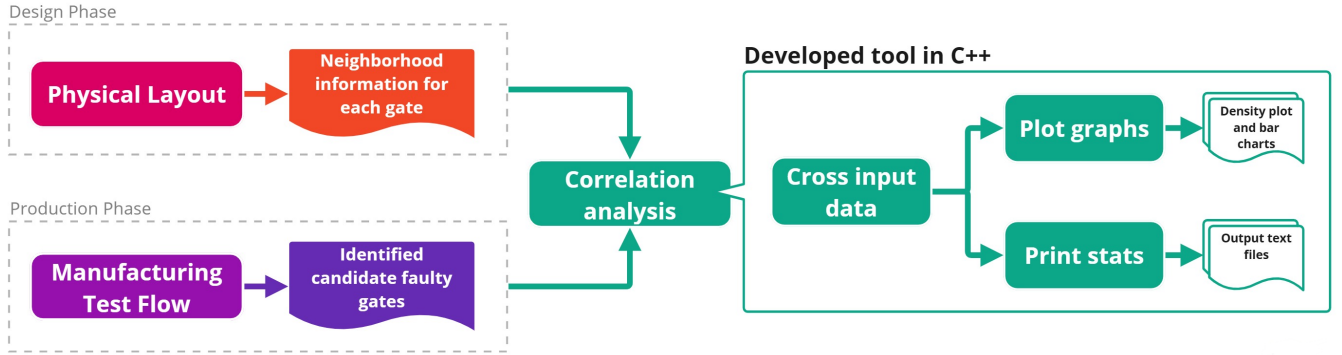 Design Phase
Physical Layout
Neighborhood
information for
each gate
Production Phase
Manufacturing
Test Flow
Identified
candidate faulty
gates
Correlation
analysis
Developed tool in C++
Cross input
data
Plot graphs
Density plot
and bar
charts
Print stats
Output text
files